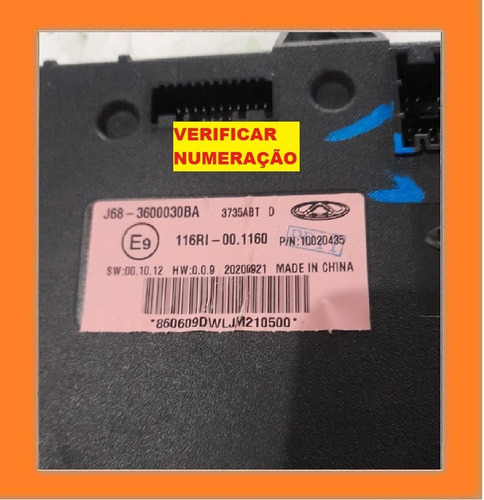 VERIFICAR
NUMERAÇÃO
J68-3600030BA 3735ABT D
E9 116RI-00.1160 P/N:10020435
SW:00.10.12 HW:0.0.9 20200921 MADE IN CHINA
*860609DWLJM210500*